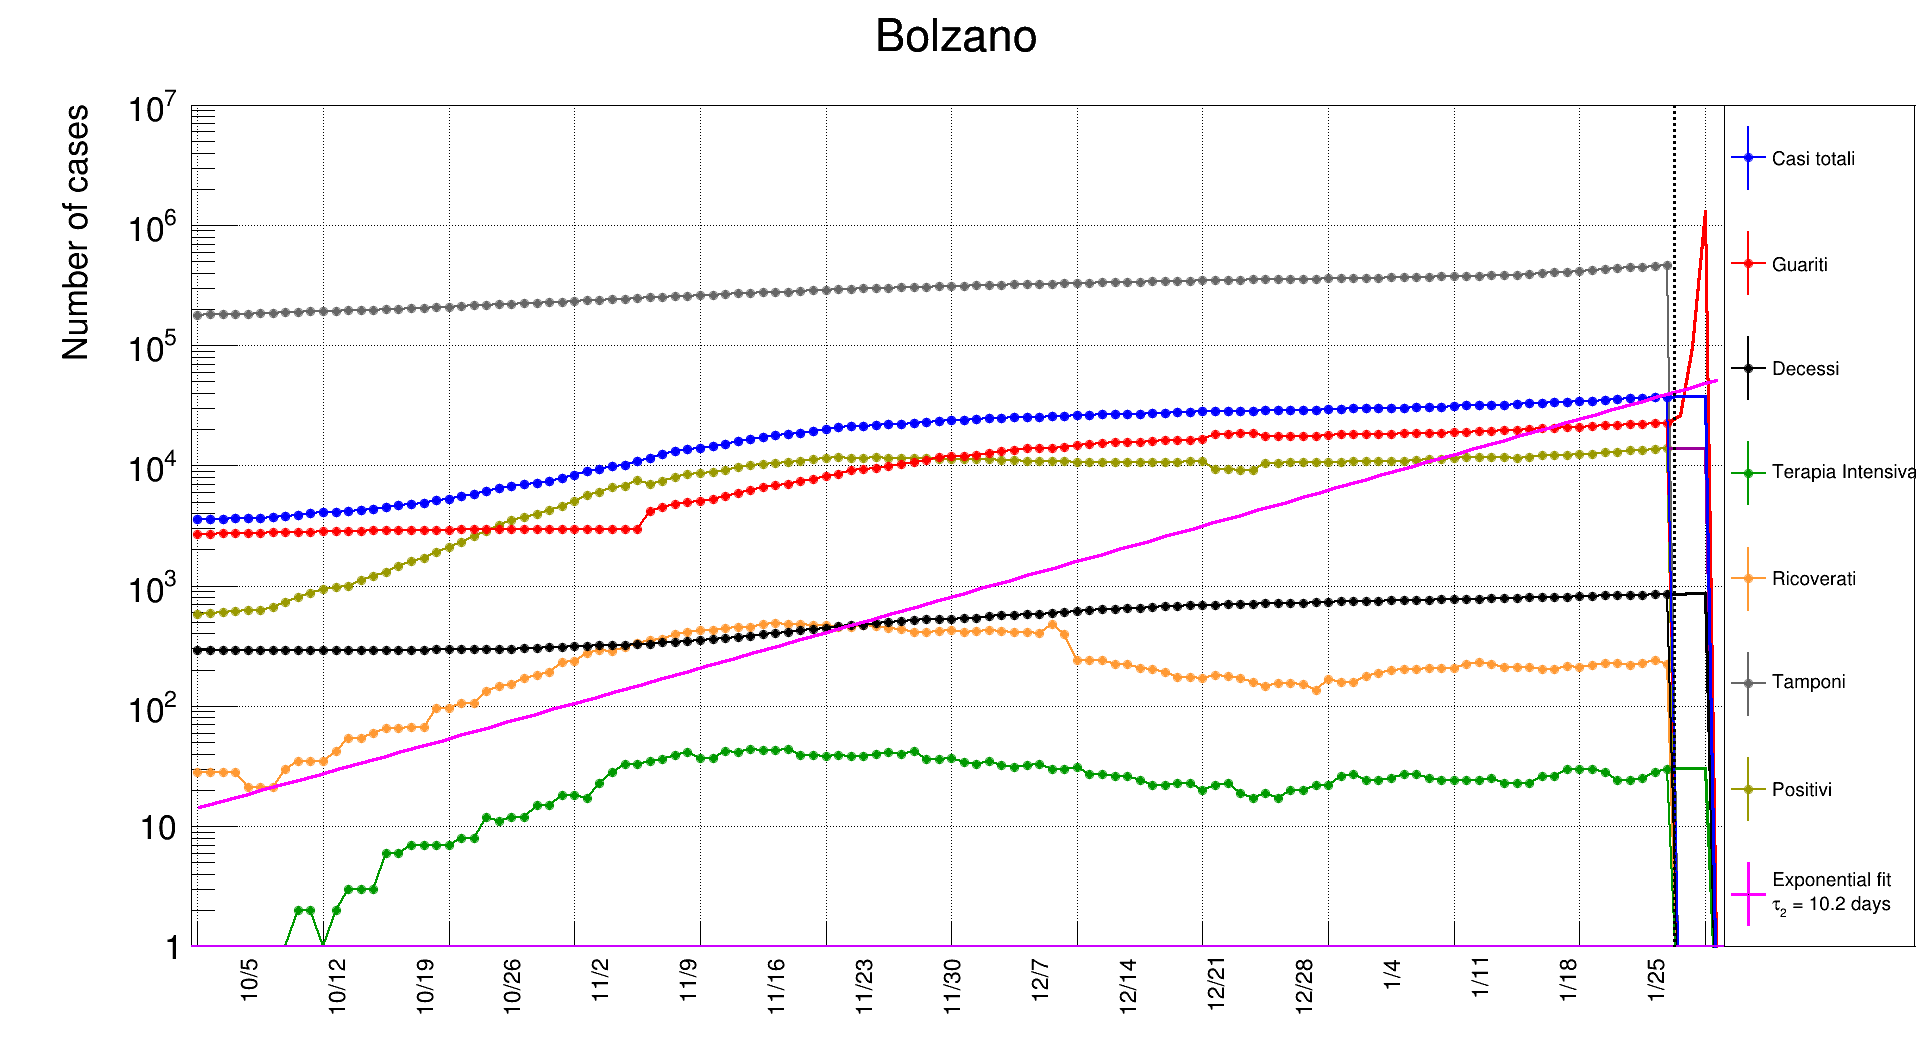 Bolzano
Number of cases
10^7
10^6
10^5
10^4
10^3
10^2
10
1
10/5
10/12
10/19
10/26
11/2
11/9
11/16
11/23
11/30
12/7
12/14
12/21
12/28
1/4
1/11
1/18
1/25
Casi totali
Guariti
Decessi
Terapia Intensiva
Ricoverati
Tamponi
Positivi
Exponential fit
τ₂ = 10.2 days